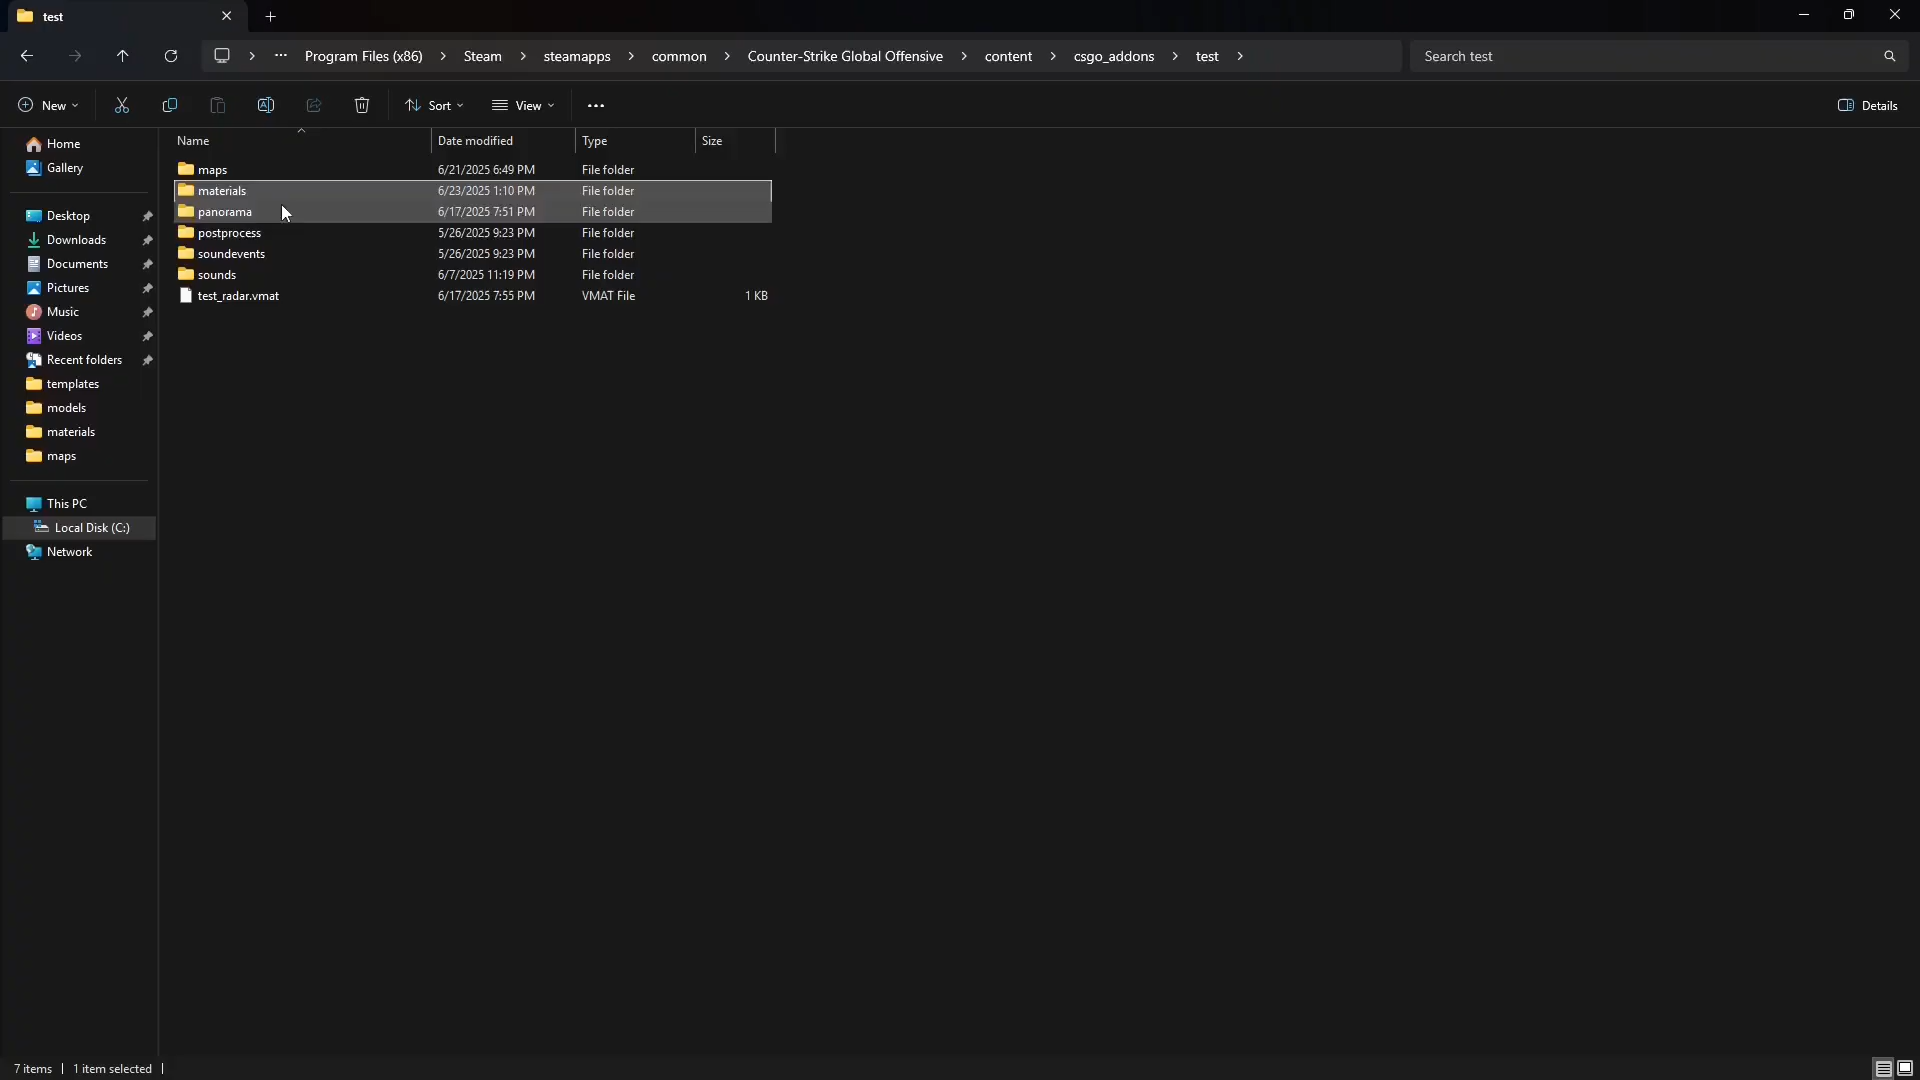 test
Program Files (x86) > Steam > steamapps > common > Counter-Strike Global Offensive > content > csgo_addons > test >
Search test
New
Sort
View
Details
Name Date modified Type Size
maps 6/21/2025 6:49 PM File folder
materials 6/23/2025 1:10 PM File folder
panorama 6/17/2025 7:51 PM File folder
postprocess 5/26/2025 9:23 PM File folder
soundevents 5/26/2025 9:23 PM File folder
sounds 6/7/2025 11:19 PM File folder
test_radar.vmat 6/17/2025 7:55 PM VMAT File 1 KB
Home
Gallery
Desktop
Downloads
Documents
Pictures
Music
Videos
Recent folders
templates
models
materials
maps
This PC
Local Disk (C:)
Network
7 items | 1 item selected |